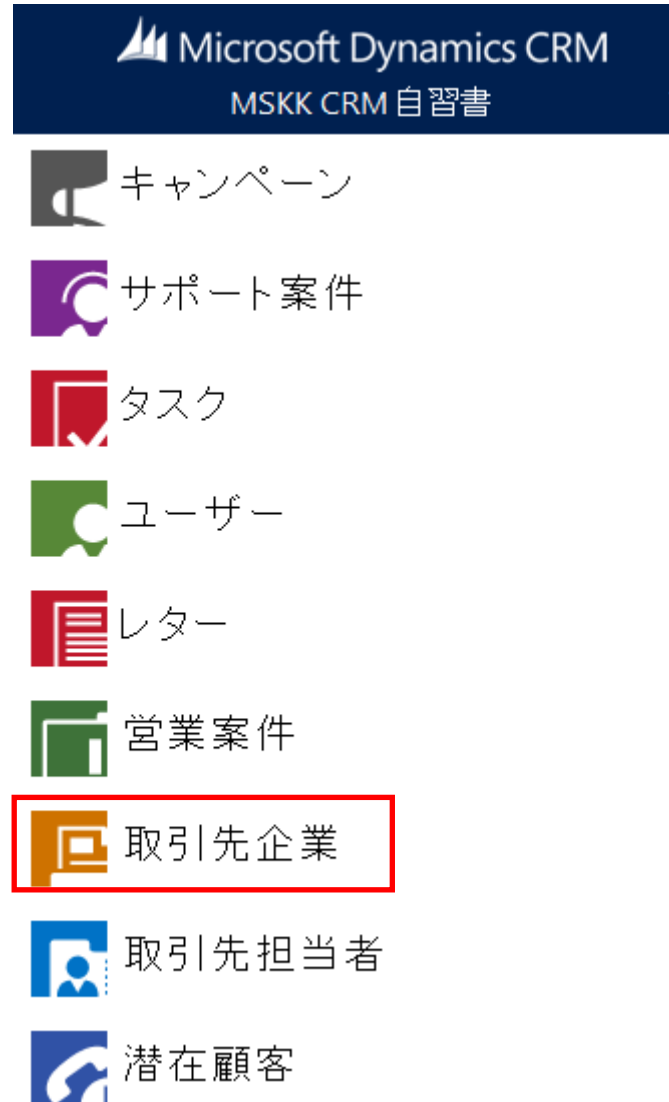 Microsoft Dynamics CRM
MSKK CRM 自習書
キャンペーン
サポート案件
タスク
ユーザー
レター
営業案件
取引先企業
取引先担当者
潜在顧客